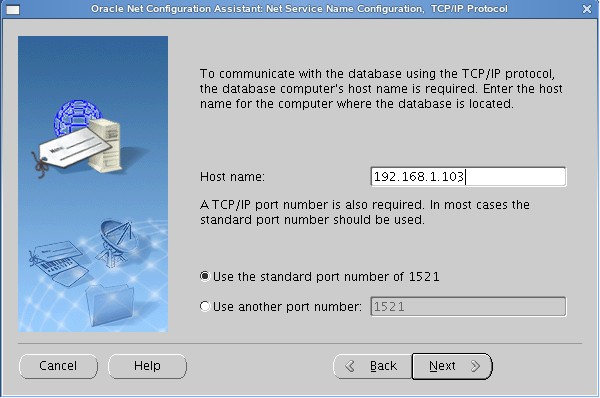 Oracle Net Configuration Assistant: Net Service Name Configuration, TCP/IP Protocol
To communicate with the database using the TCP/IP protocol,
the database computer's host name is required. Enter the host
name for the computer where the database is located.
Host name: 192.168.1.103
A TCP/IP port number is also required. In most cases the
standard port number should be used.
Use the standard port number of 1521
Use another port number: 1521
Cancel Help Back Next